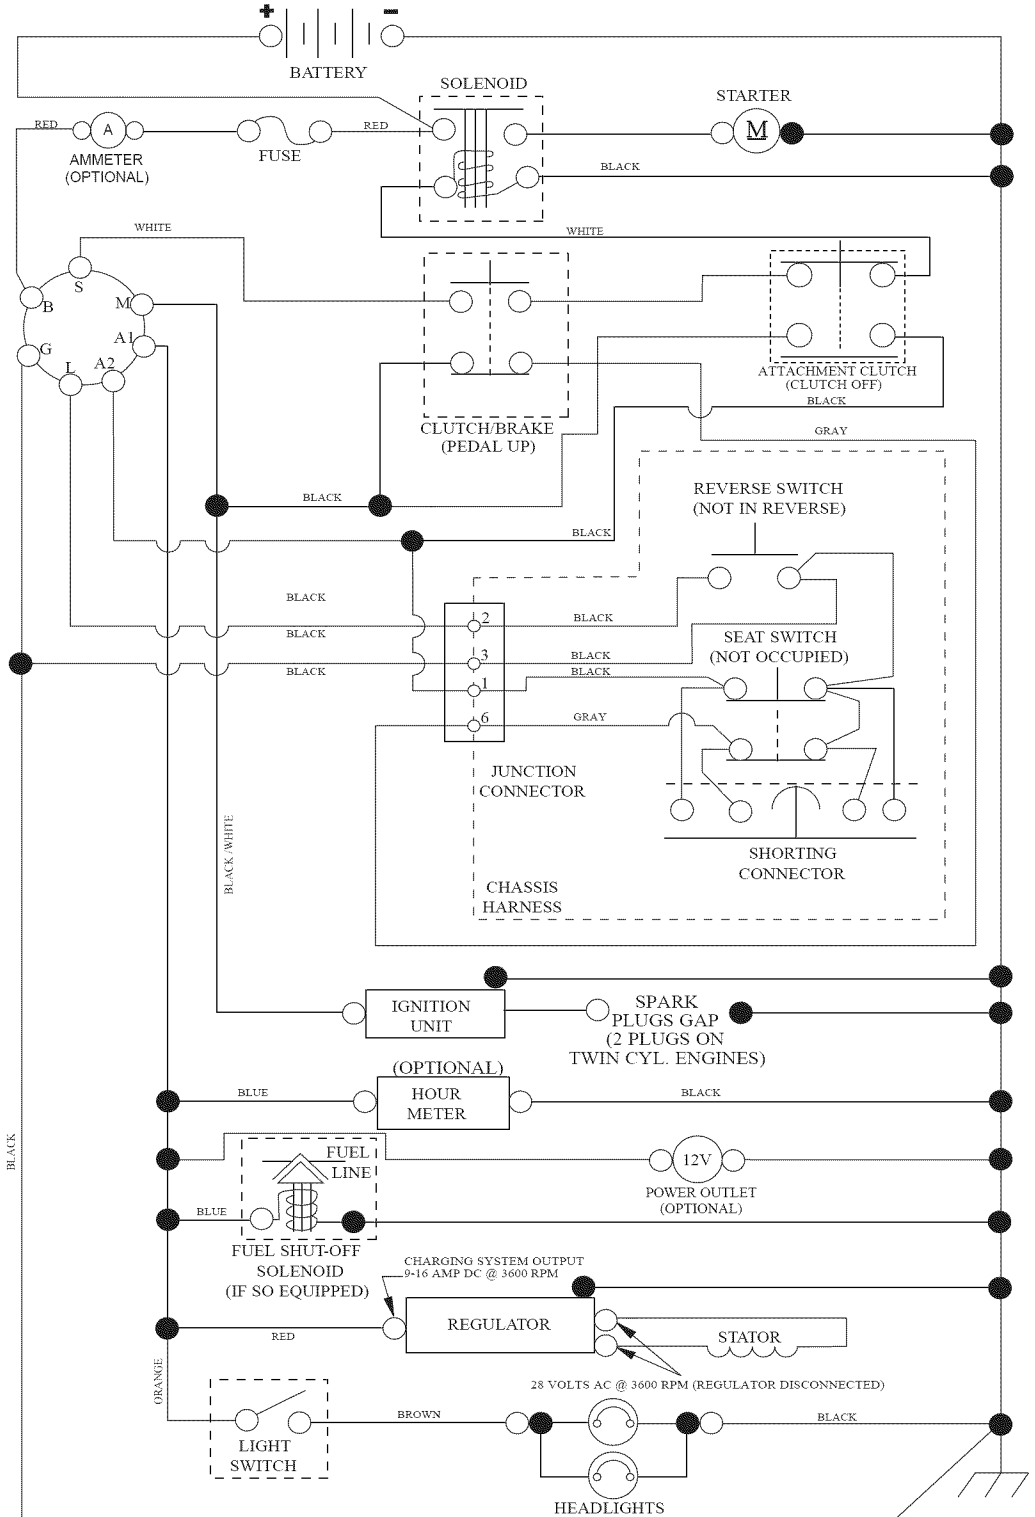 + −
BATTERY
SOLENOID
STARTER
RED
A
RED
M
AMMETER
(OPTIONAL)
FUSE
BLACK
WHITE
WHITE
S
B
M
A1
G
L
A2
ATTACHMENT CLUTCH
(CLUTCH OFF)
BLACK
CLUTCH/BRAKE
(PEDAL UP)
GRAY
REVERSE SWITCH
(NOT IN REVERSE)
BLACK
BLACK
BLACK
2
BLACK
BLACK
SEAT SWITCH
(NOT OCCUPIED)
3
BLACK
BLACK
BLACK
1
6
GRAY
JUNCTION
CONNECTOR
BLACK /WHITE
SHORTING
CONNECTOR
CHASSIS
HARNESS
IGNITION
UNIT
SPARK
PLUGS GAP
(2 PLUGS ON
TWIN CYL. ENGINES)
(OPTIONAL)
BLUE
HOUR
METER
BLACK
BLACK
FUEL
LINE
12V
POWER OUTLET
(OPTIONAL)
BLUE
FUEL SHUT-OFF
SOLENOID
(IF SO EQUIPPED)
CHARGING SYSTEM OUTPUT
9-16 AMP DC @ 3600 RPM
RED
REGULATOR
STATOR
28 VOLTS AC @ 3600 RPM (REGULATOR DISCONNECTED)
ORANGE
BROWN
BLACK
LIGHT
SWITCH
HEADLIGHTS